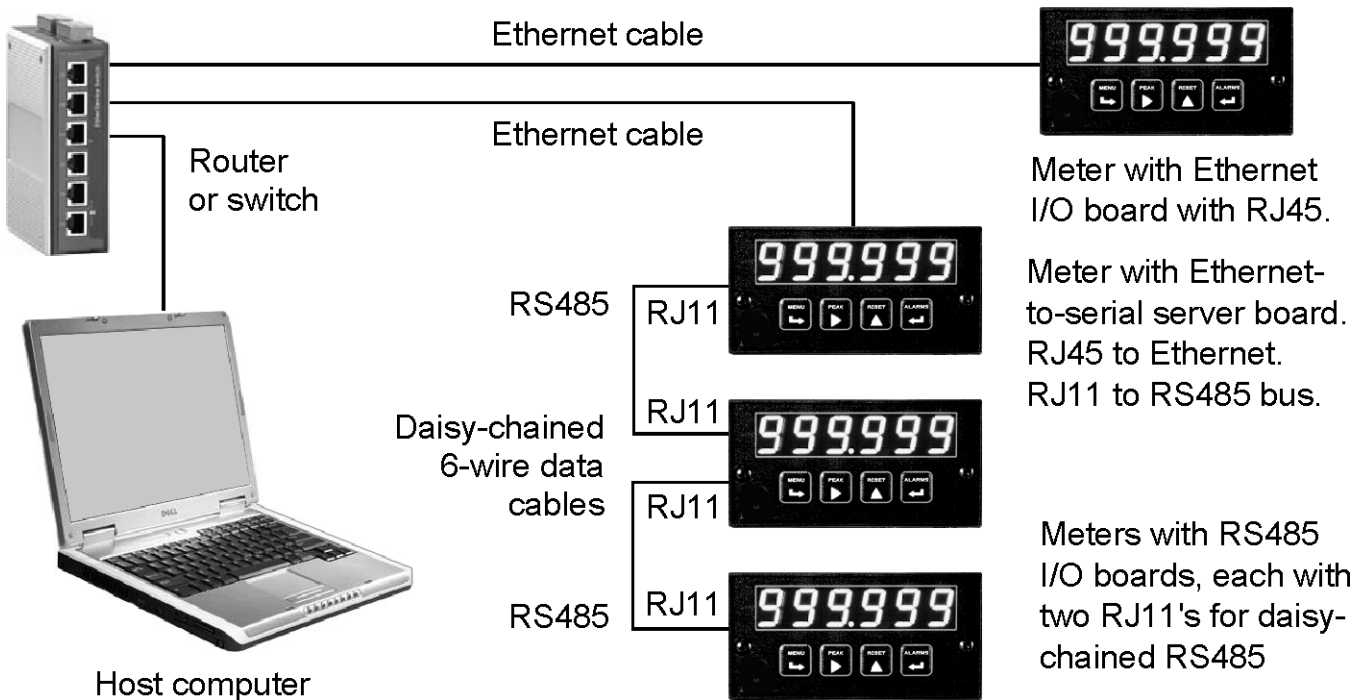 Ethernet cable
999.999
MENU PEAK RESET ALARMS
Ethernet cable
Router
or switch
Meter with Ethernet
I/O board with RJ45.
999.999
MENU PEAK RESET ALARMS
RS485
RJ11
Meter with Ethernet-
to-serial server board.
RJ45 to Ethernet.
RJ11 to RS485 bus.
RJ11
999.999
MENU PEAK RESET ALARMS
Daisy-chained
6-wire data
cables
RJ11
DELL
Meters with RS485
I/O boards, each with
two RJ11's for daisy-
chained RS485
RS485
RJ11
999.999
MENU PEAK RESET ALARMS
Host computer